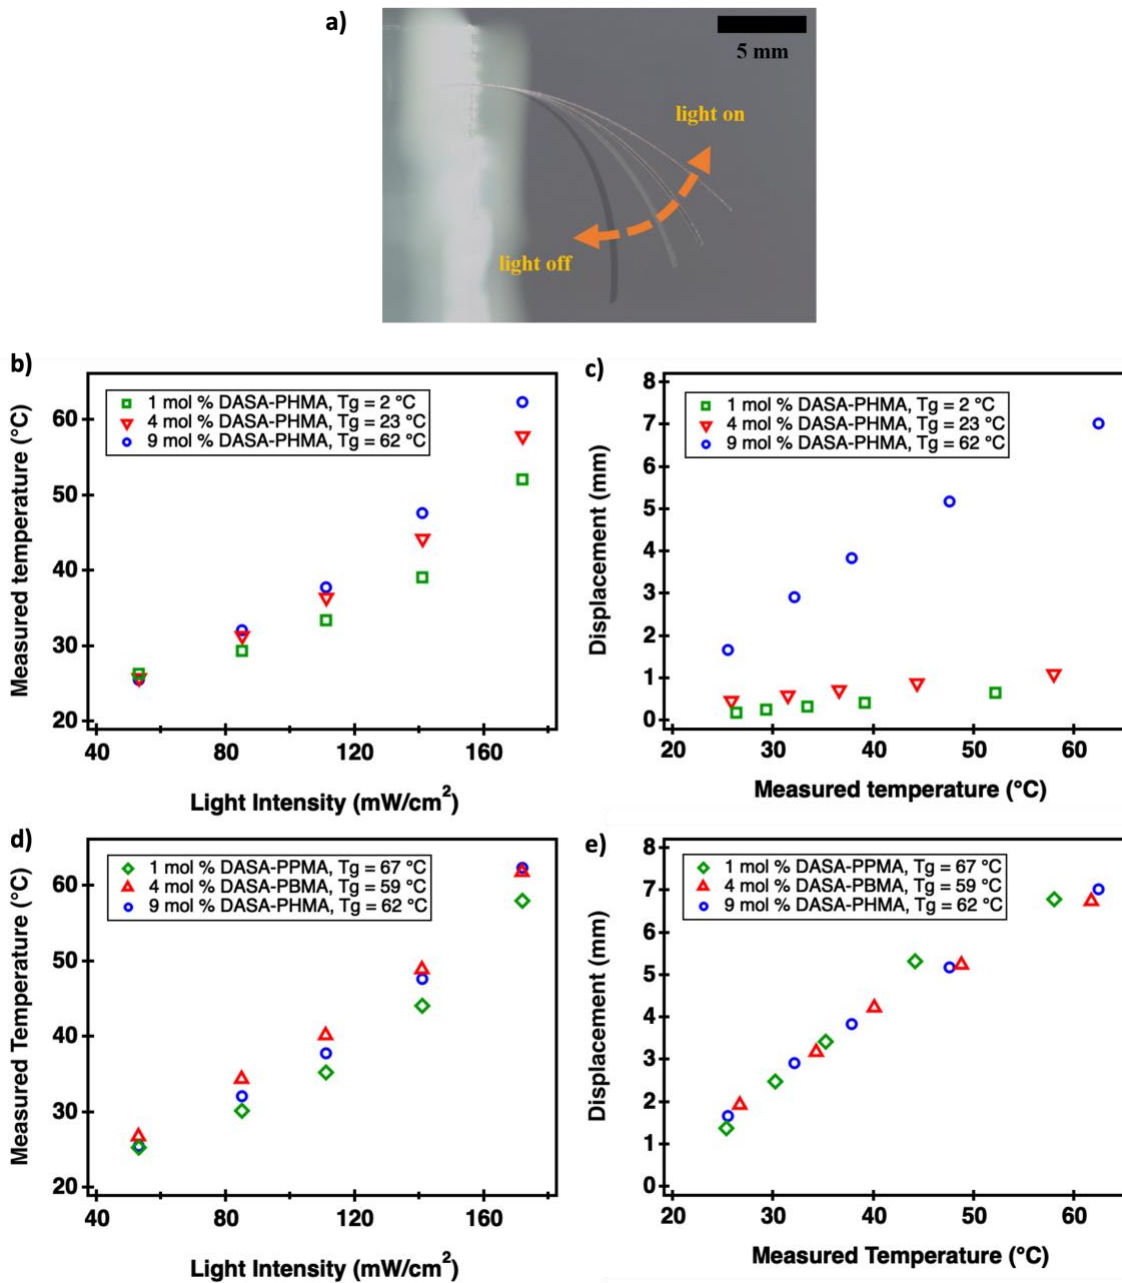 a)
5 mm
light on
light off
b)
Measured temperature (°C)
60
50
40
30
20
1 mol % DASA-PHMA, Tg = 2 °C
4 mol % DASA-PHMA, Tg = 23 °C
9 mol % DASA-PHMA, Tg = 62 °C
40
80
120
160
Light Intensity (mW/cm²)
c)
Displacement (mm)
8
7
6
5
4
3
2
1
0
1 mol % DASA-PHMA, Tg = 2 °C
4 mol % DASA-PHMA, Tg = 23 °C
9 mol % DASA-PHMA, Tg = 62 °C
20
30
40
50
60
Measured temperature (°C)
d)
Measured Temperature (°C)
60
50
40
30
20
1 mol % DASA-PPMA, Tg = 67 °C
4 mol % DASA-PBMA, Tg = 59 °C
9 mol % DASA-PHMA, Tg = 62 °C
40
80
120
160
Light Intensity (mW/cm²)
e)
Displacement (mm)
8
7
6
5
4
3
2
1
0
1 mol % DASA-PPMA, Tg = 67 °C
4 mol % DASA-PBMA, Tg = 59 °C
9 mol % DASA-PHMA, Tg = 62 °C
20
30
40
50
60
Measured Temperature (°C)